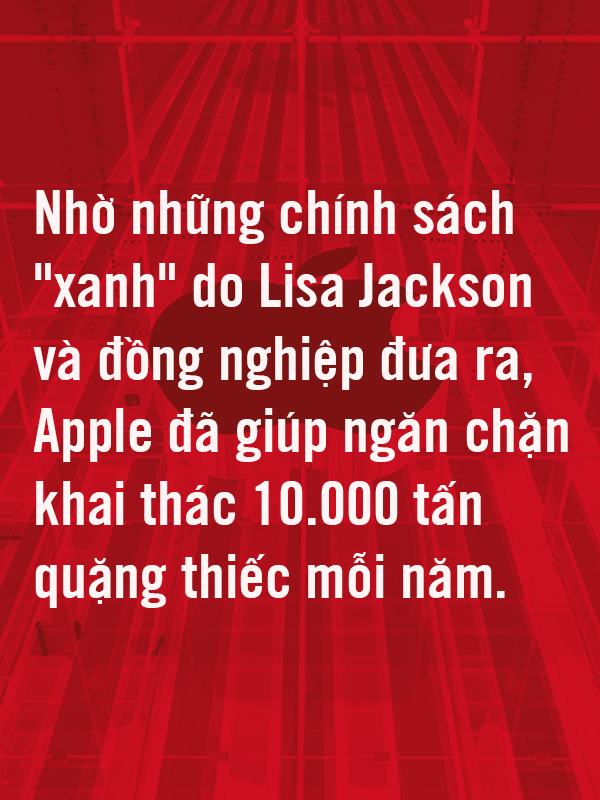 Nhờ những chính sách
"xanh" do Lisa Jackson
và đồng nghiệp đưa ra,
Apple đã giúp ngăn chặn
khai thác 10.000 tấn
quặng thiếc mỗi năm.